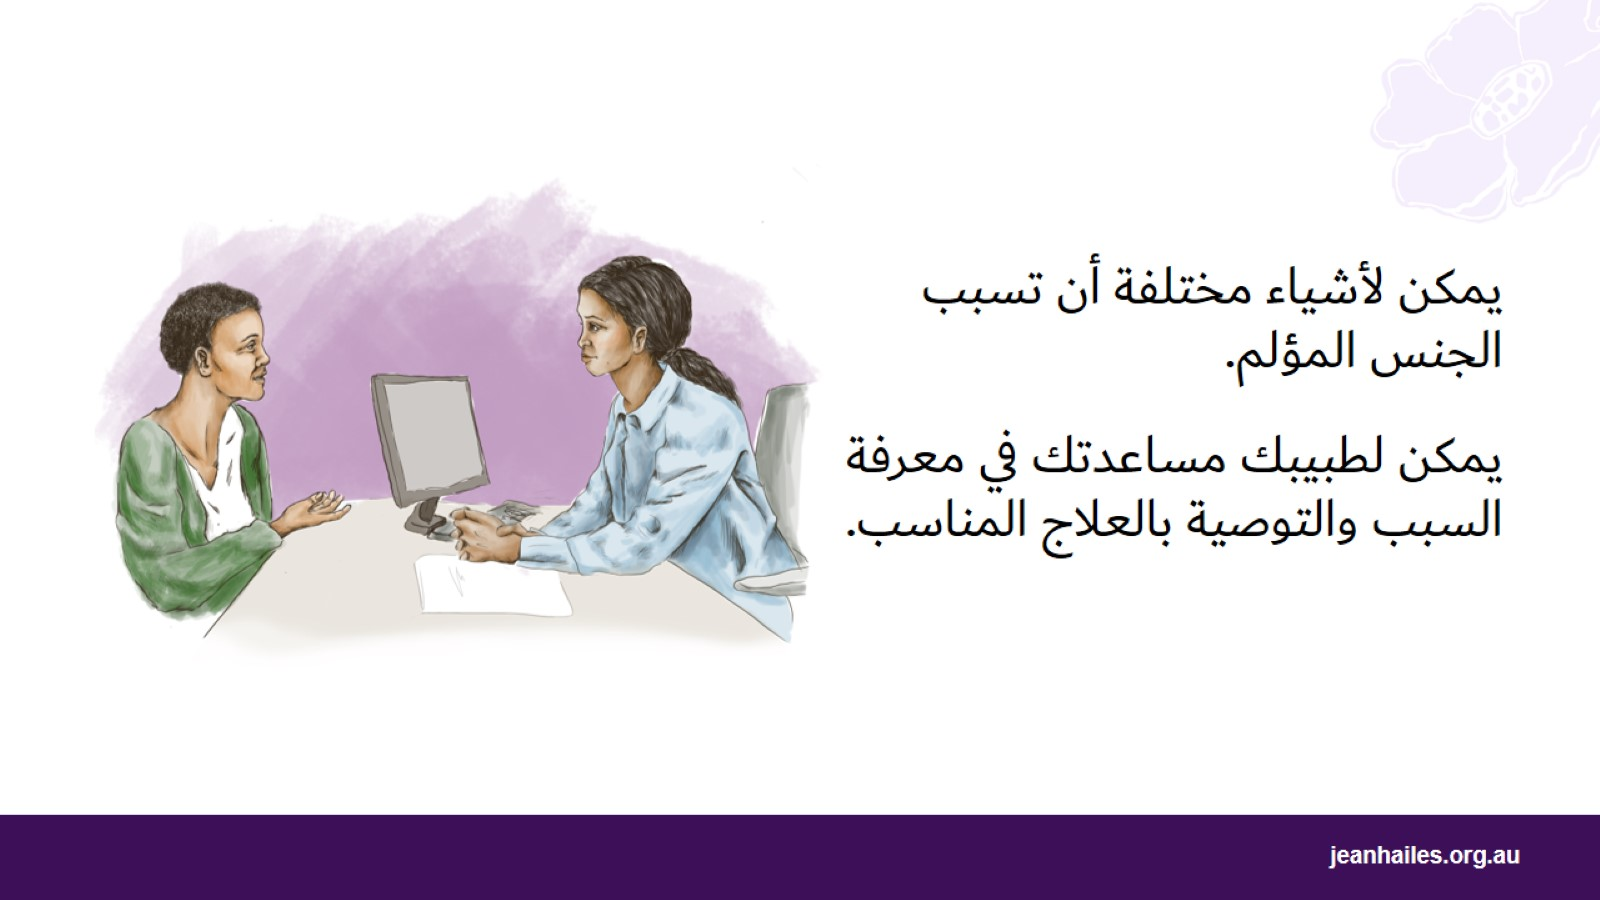 يمكن لأشياء مختلفة أن تسبب
الجنس المؤلم.
يمكن لطبيبك مساعدتك في معرفة
السبب والتوصية بالعلاج المناسب.
jeanhailes.org.au